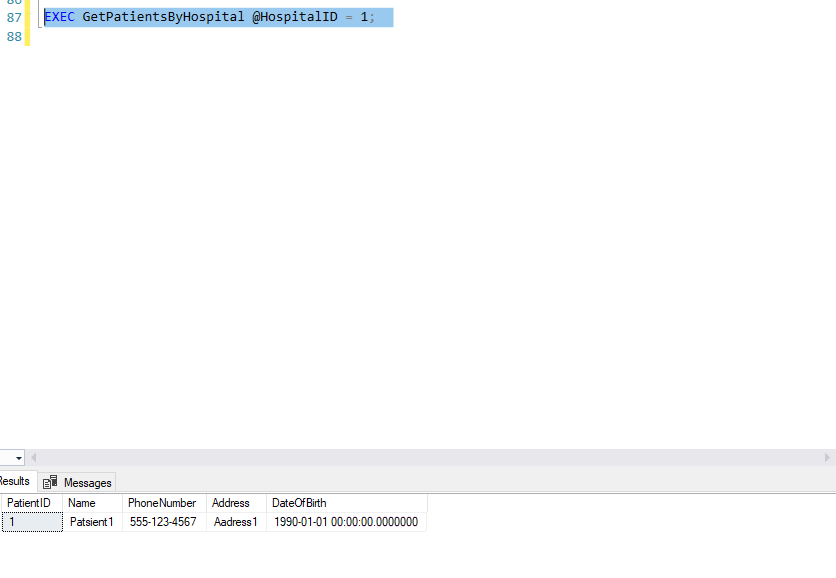 86
87 EXEC GetPatientsByHospital @HospitalID = 1;
88
Results Messages
PatientID Name PhoneNumber Address DateOfBirth
1 Patsient1 555-123-4567 Aadress1 1990-01-01 00:00:00.0000000